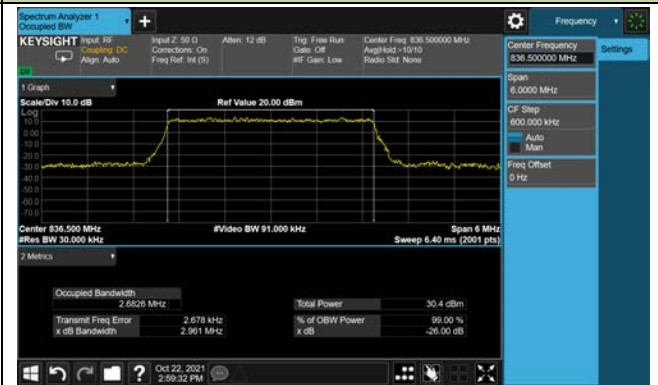 Spectrum Analyzer 1
Occupied BW
Frequency
KEYSIGHT
Input: RF
Coupling: DC
Align: Auto
Input Z: 50 Ω
Corrections: On
Freq Ref: Int (S)
Atten: 12 dB
Trig: Free Run
Gate: Off
#IF Gain: Low
Center Freq: 836.500000 MHz
Avg|Hold:>10/10
Radio Std: None
Center Frequency
836.500000 MHz
Settings
Span
6.0000 MHz
CF Step
600.000 kHz
Auto
Man
Freq Offset
0 Hz
1 Graph
Scale/Div 10.0 dB
Ref Value 20.00 dBm
Log
10.0
0.00
-10.0
-20.0
-30.0
-40.0
-50.0
-60.0
-70.0
Center 836.500 MHz
#Video BW 91.000 kHz
Span 6 MHz
#Res BW 30.000 kHz
Sweep 6.40 ms (2001 pts)
2 Metrics
Occupied Bandwidth
2.6826 MHz
Total Power
30.4 dBm
Transmit Freq Error
2.678 kHz
% of OBW Power
99.00 %
x dB Bandwidth
2.961 MHz
x dB
-26.00 dB
?
Oct 22, 2021
2:59:32 PM